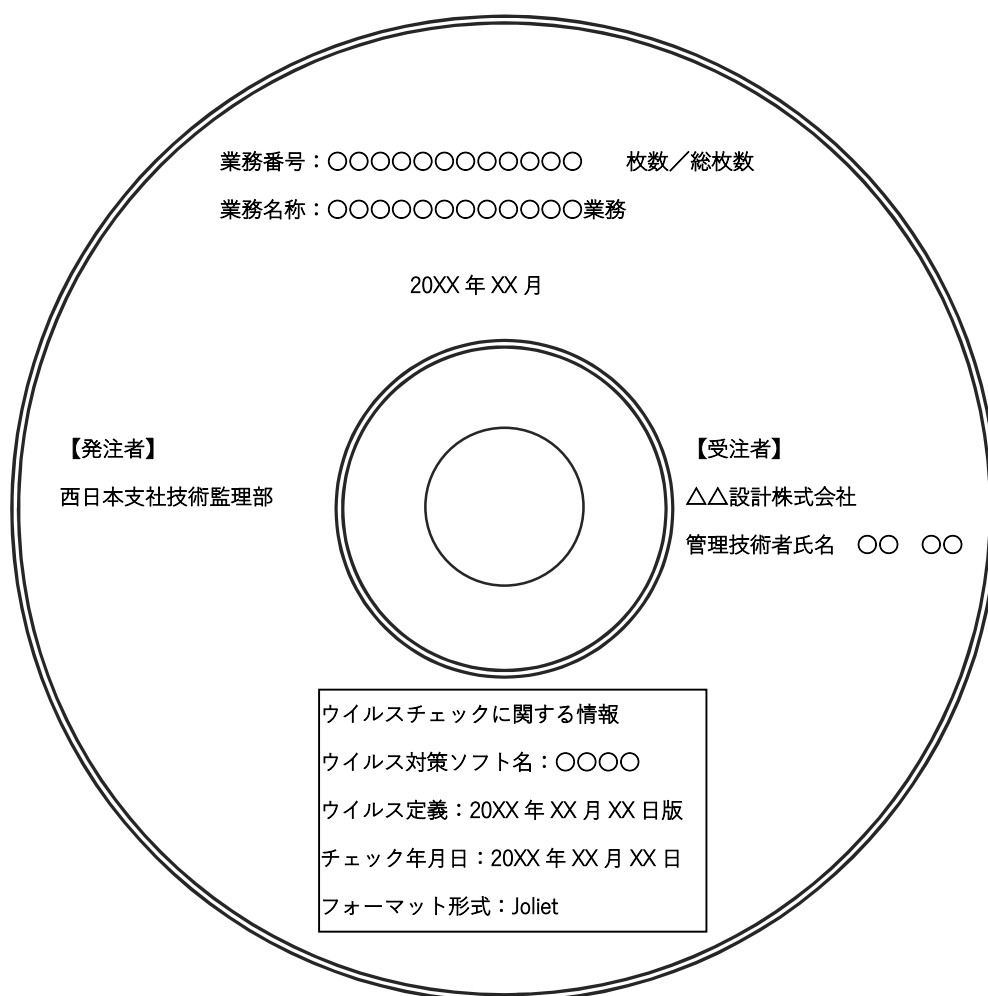 業務番号：○○○○○○○○○○○○　　枚数／総枚数
業務名称：○○○○○○○○○○○○業務
20XX 年 XX 月
【発注者】
西日本支社技術監理部
【受注者】
△△設計株式会社
管理技術者氏名　○○　○○
ウイルスチェックに関する情報
ウイルス対策ソフト名：○○○○
ウイルス定義：20XX 年 XX 月 XX 日版
チェック年月日：20XX 年 XX 月 XX 日
フォーマット形式：Joliet